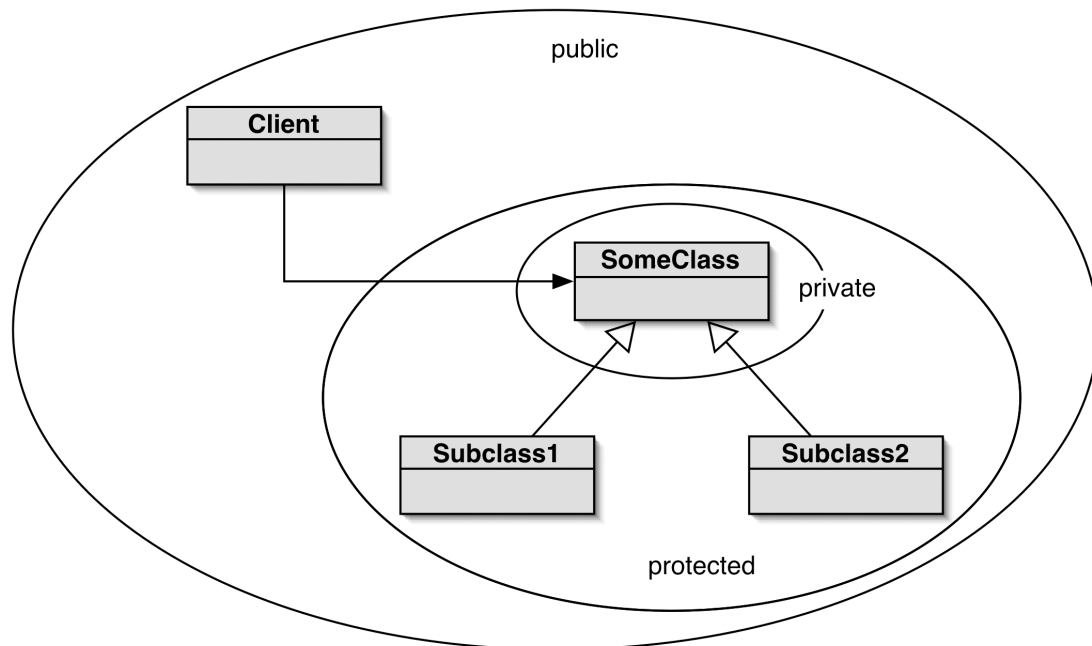 public
Client
SomeClass
private
Subclass1
Subclass2
protected